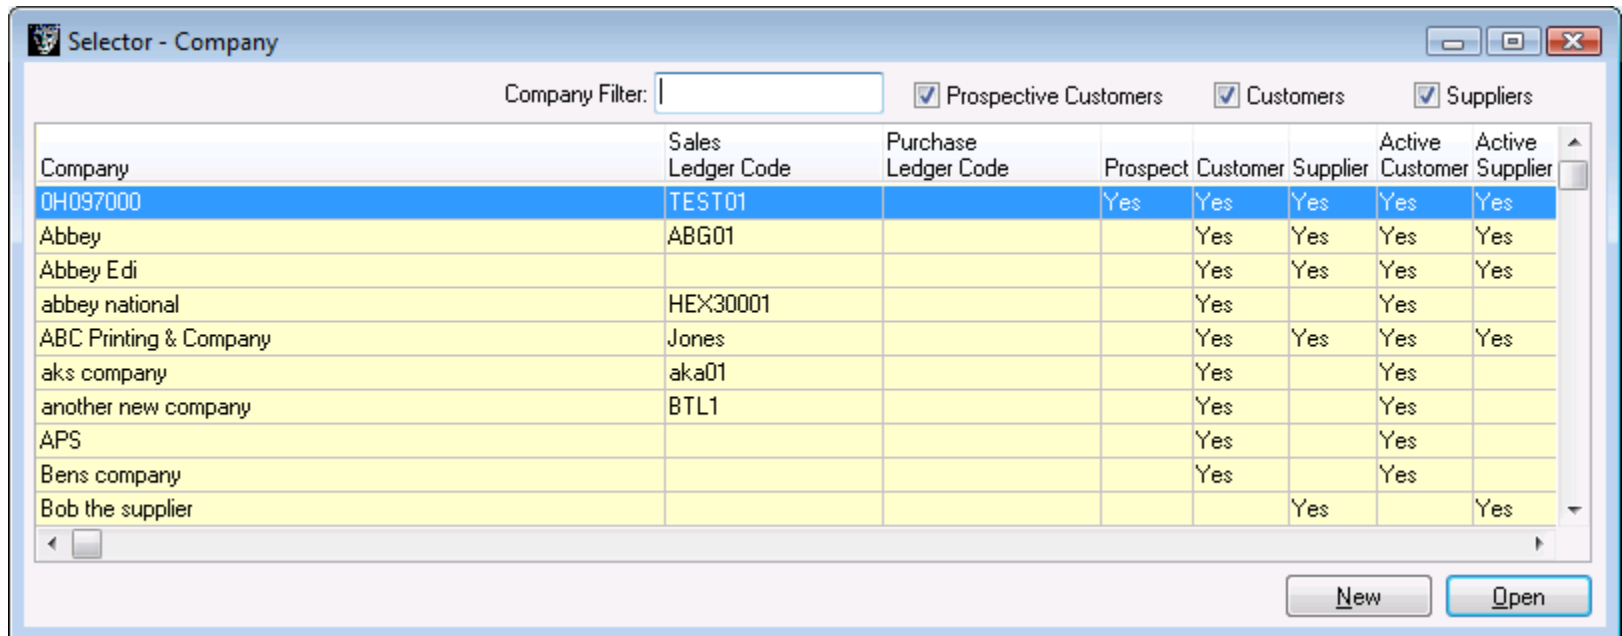 Selector - Company
Company Filter: Prospective Customers Customers Suppliers
Sales Purchase Active Active
Company Ledger Code Ledger Code Prospect Customer Supplier Customer Supplier
0H097000 TEST01 Yes Yes Yes Yes Yes
Abbey ABG01 Yes Yes Yes Yes
Abbey Edi Yes Yes Yes Yes
abbey national HEX30001 Yes Yes
ABC Printing & Company Jones Yes Yes Yes Yes
aks company aka01 Yes Yes
another new company BTL1 Yes Yes
APS Yes Yes
Bens company Yes Yes
Bob the supplier Yes Yes
New Open